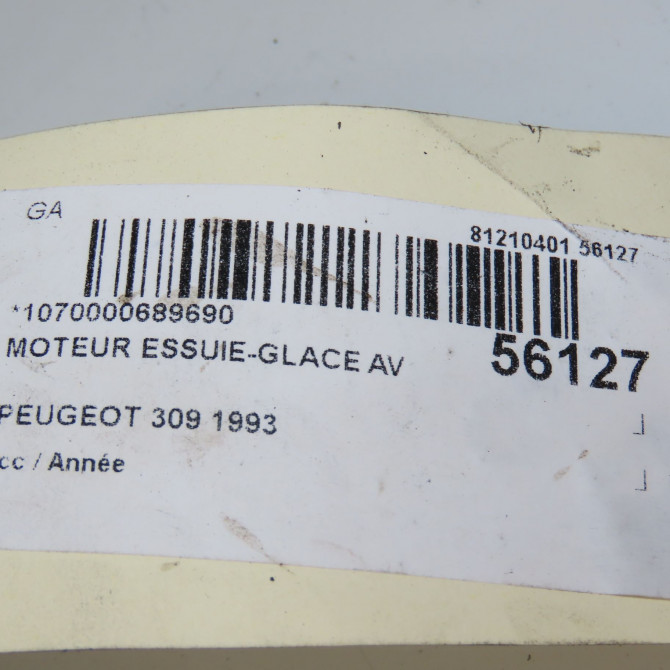 GA
81210401 56127
*1070000689690
MOTEUR ESSUIE-GLACE AV
56127
PEUGEOT 309 1993
cc / Année